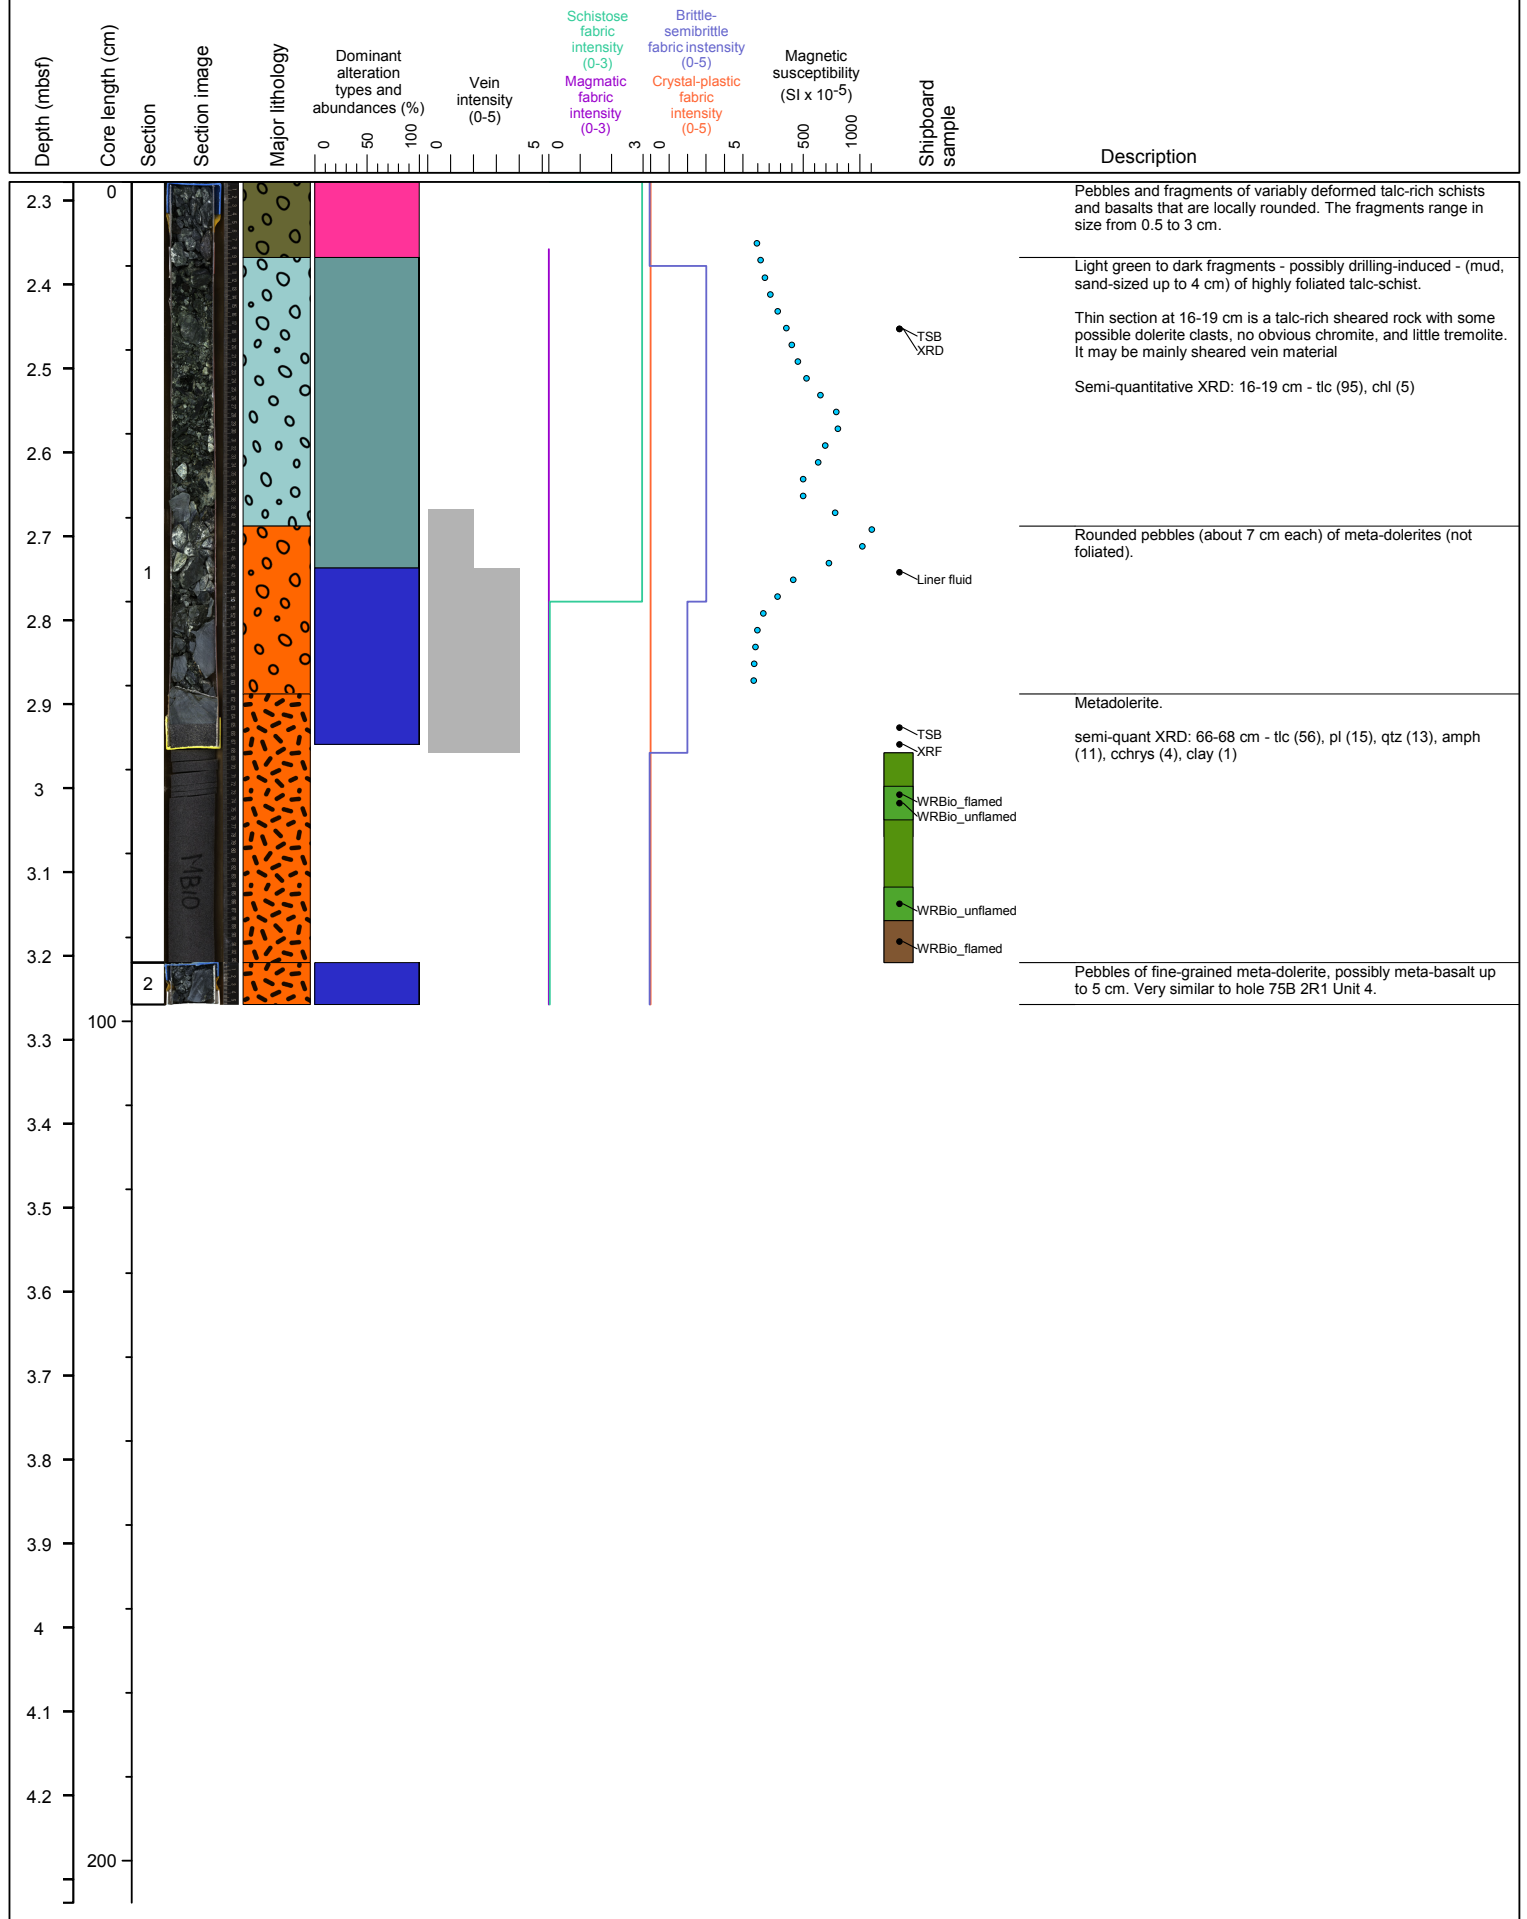 Depth (mbsf)
Core length (cm)
Section
Section image
Major lithology
Dominant
alteration
types and
abundances (%)
0
50
100
Vein
intensity
(0-5)
0
5
Schistose
fabric
intensity
(0-3)
Magmatic
fabric
intensity
(0-3)
0
3
Brittle-
semibrittle
fabric instensity
(0-5)
Crystal-plastic
fabric
intensity
(0-5)
0
5
Magnetic
susceptibility
(SI x 10-5)
500
1000
Shipboard
sample
Description
2.3
2.4
2.5
2.6
2.7
2.8
2.9
3
3.1
3.2
3.3
3.4
3.5
3.6
3.7
3.8
3.9
4
4.1
4.2
0
100
200
1
2
MB10
TSB
XRD
Liner fluid
TSB
XRF
WRBio_flamed
WRBio_unflamed
WRBio_unflamed
WRBio_flamed
Pebbles and fragments of variably deformed talc-rich schists
and basalts that are locally rounded. The fragments range in
size from 0.5 to 3 cm.
Light green to dark fragments - possibly drilling-induced - (mud,
sand-sized up to 4 cm) of highly foliated talc-schist.
Thin section at 16-19 cm is a talc-rich sheared rock with some
possible dolerite clasts, no obvious chromite, and little tremolite.
It may be mainly sheared vein material
Semi-quantitative XRD: 16-19 cm - tlc (95), chl (5)
Rounded pebbles (about 7 cm each) of meta-dolerites (not
foliated).
Metadolerite.
semi-quant XRD: 66-68 cm - tlc (56), pl (15), qtz (13), amph
(11), cchrys (4), clay (1)
Pebbles of fine-grained meta-dolerite, possibly meta-basalt up
to 5 cm. Very similar to hole 75B 2R1 Unit 4.